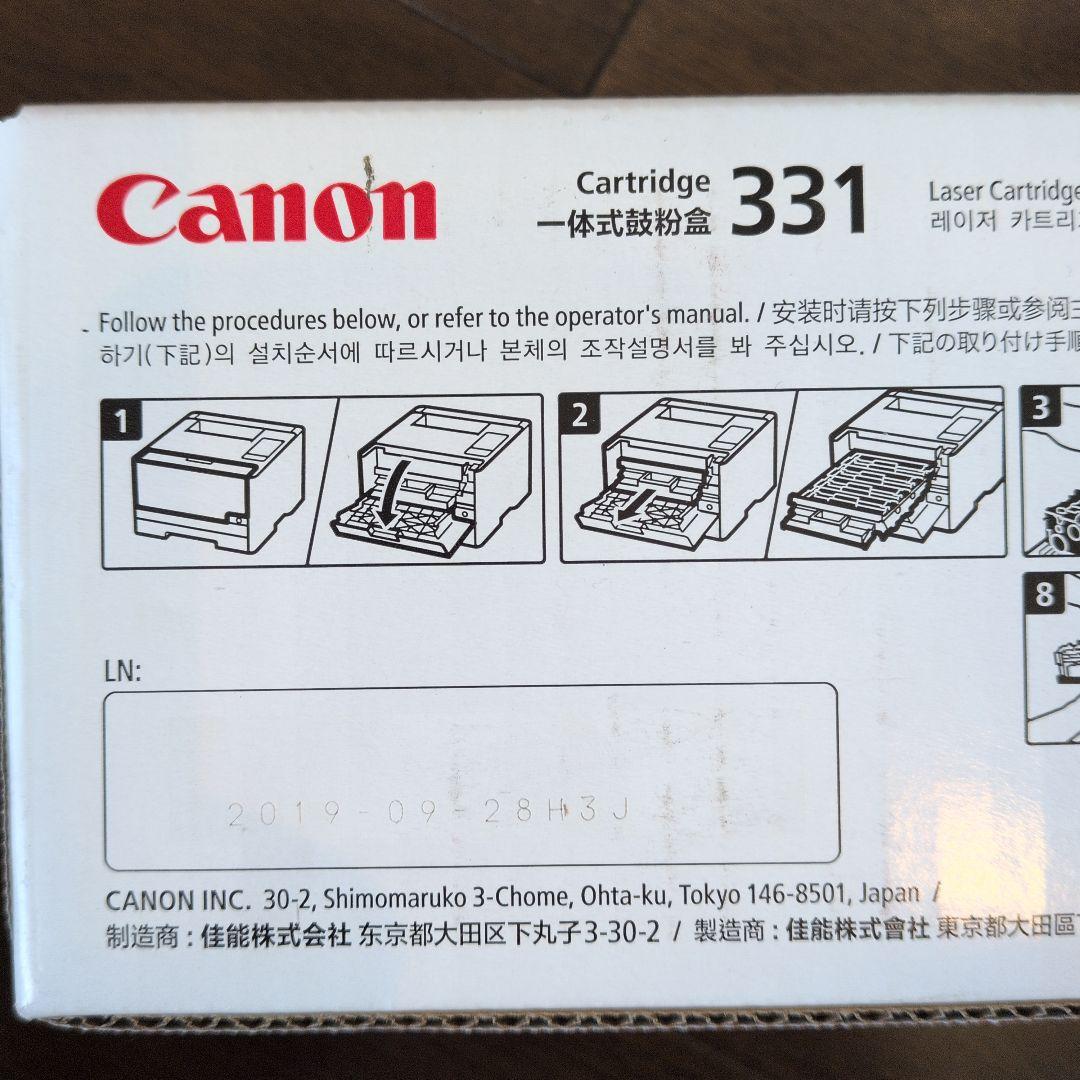 Canon
Cartridge 331
一体式鼓粉盒
Laser Cartridge
레이저 카트리
Follow the procedures below, or refer to the operator's manual. / 安装时请按下列步骤或参阅主
하기(下記)의 설치순서에 따르시거나 본체의 조작설명서를 봐 주십시오. / 下記の取り付け手順
1
2
3
8
LN:
2019-09-28H3J
CANON INC. 30-2, Shimomaruko 3-Chome, Ohta-ku, Tokyo 146-8501, Japan /
制造商 : 佳能株式会社 东京都大田区下丸子3-30-2 / 製造商 : 佳能株式會社 東京都大田區